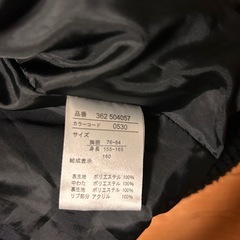 品番 362 504057
カラーコード 0530
サイズ
胸囲 76-84
身長 155-165
組成表示 160
表生地 ポリエステル 100%
中わた ポリエステル 100%
裏生地 ポリエステル 100%
リブ部分 アクリル 100%